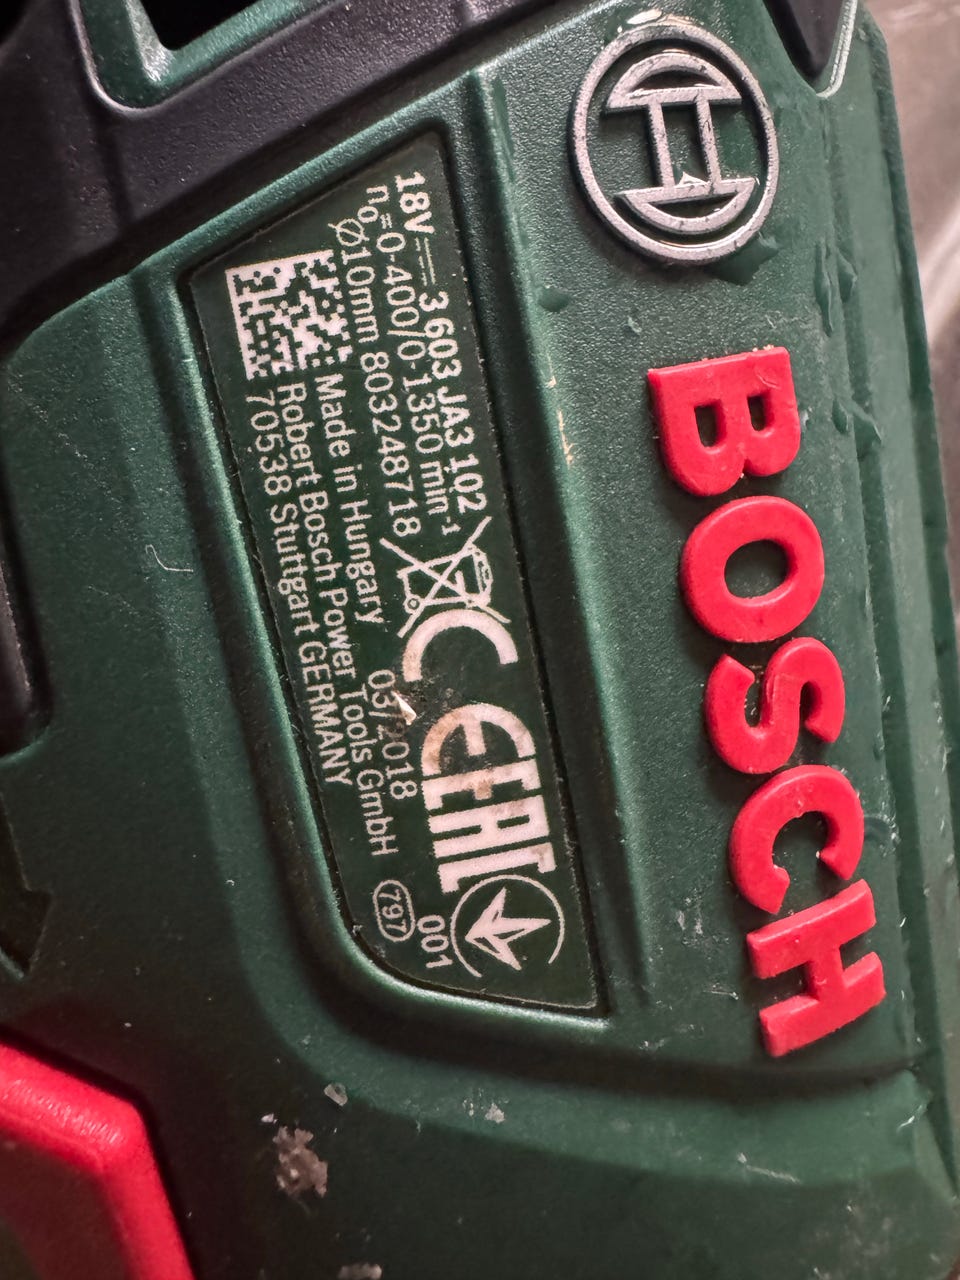 BOSCH
18V⎓ 3 603 JA3 102
n₀=0-400/0-1350 min-1
Ø10mm 803248718
Made in Hungary 03/2018
Robert Bosch Power Tools GmbH
70538 Stuttgart GERMANY
CE
EAC
001
797